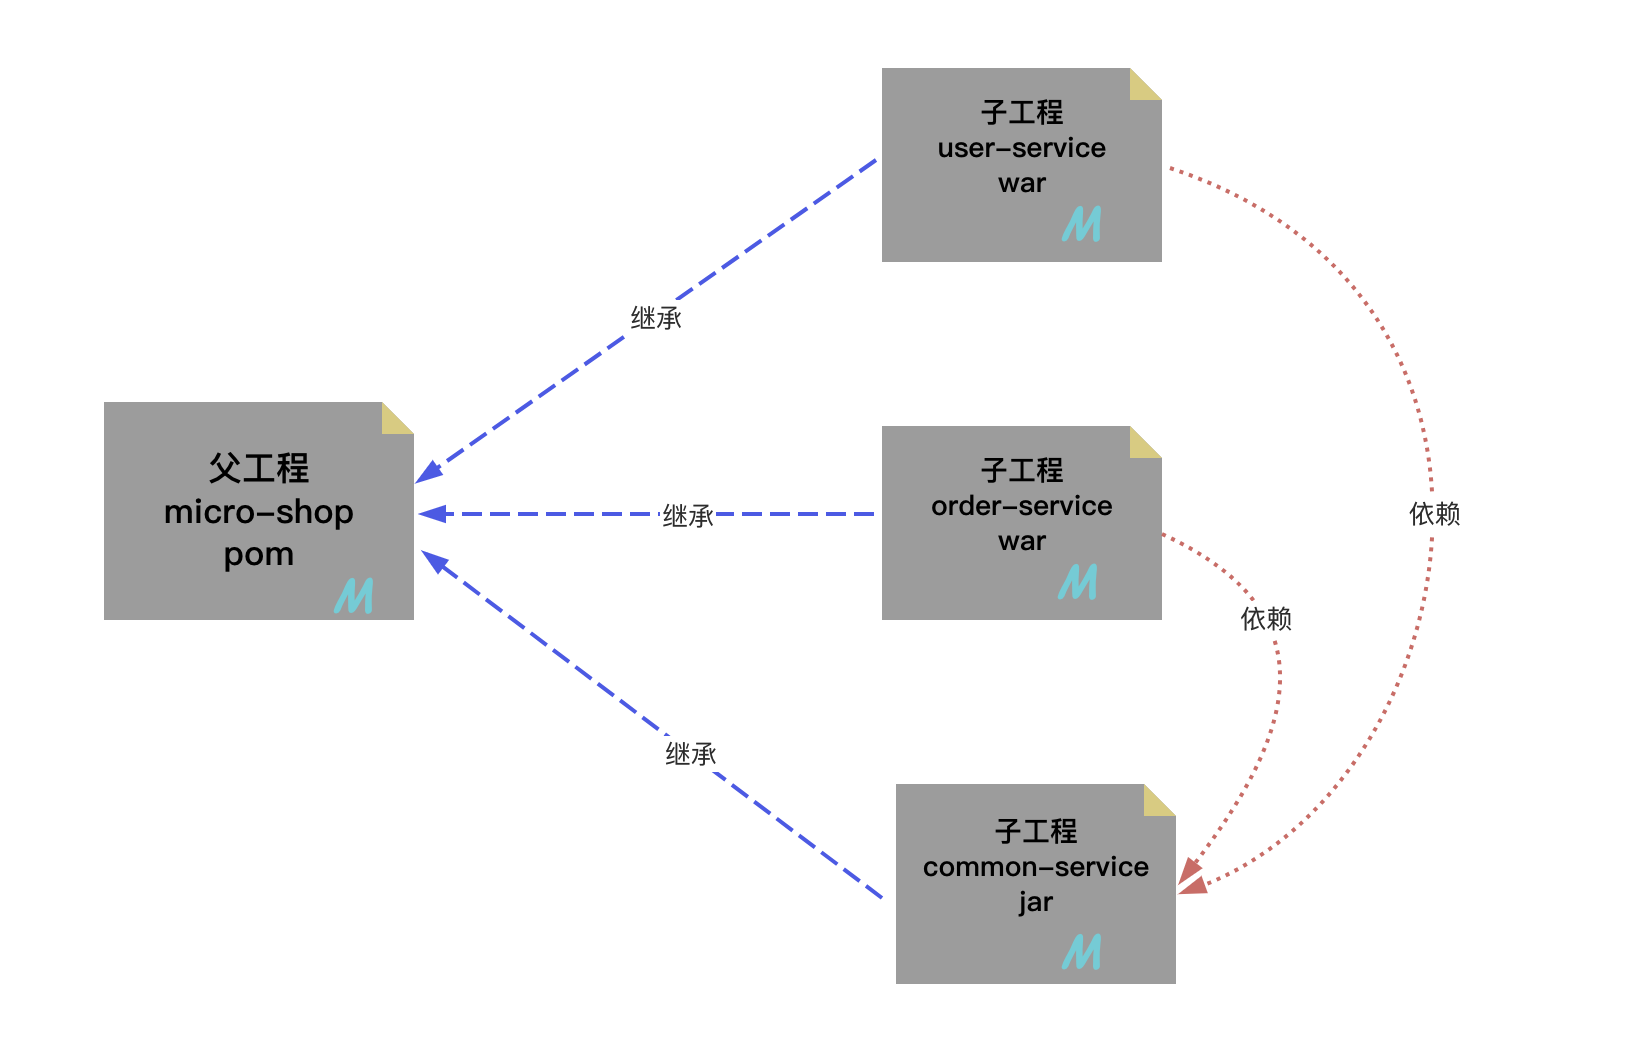 子工程
user-service
war
M
继承
父工程
micro-shop
pom
M
继承
子工程
order-service
war
M
依赖
依赖
继承
子工程
common-service
jar
M